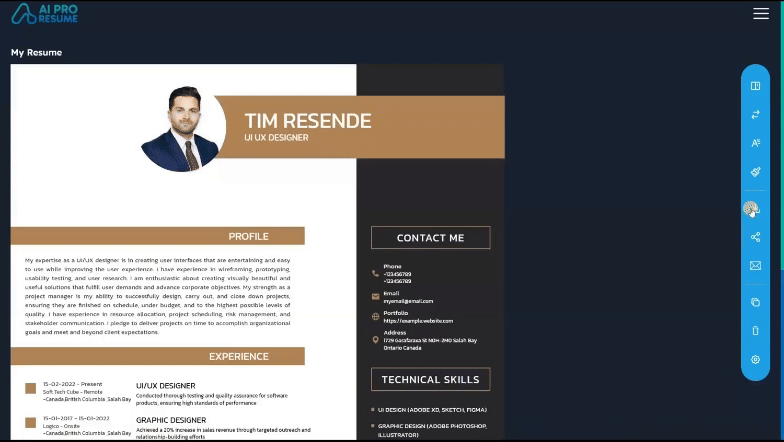 AI PRO
RESUME
My Resume
TIM RESENDE
UI UX DESIGNER
PROFILE
My expertise as a UI/UX designer is in creating user interfaces that are entertaining and easy
to use while improving the user experience. I have experience in wireframing, prototyping,
usability testing, and user research. I am enthusiastic about creating visually beautiful and
useful solutions that fulfill user demands and advance corporate objectives. My strength as a
project manager is my ability to successfully design, carry out, and close down projects,
ensuring they are finished on schedule, under budget, and to the highest possible levels of
quality. I have experience in resource allocation, project scheduling, risk management, and
stakeholder communication. I pledge to deliver projects on time to accomplish organizational
goals and meet and beyond client expectations.
EXPERIENCE
15-02-2022 - Present
Soft Tech Cube - Remote
-Canada,British Columbia ,Salah Bay
UI/UX DESIGNER
Conducted thorough testing and quality assurance for software
products, ensuring high standards of performance
15-01-2017 - 15-01-2022
Logico - Onsite
-Canada,British Columbia ,Salah Bay
GRAPHIC DESIGNER
Achieved a 20% increase in sales revenue through targeted outreach and
relationship-building efforts
CONTACT ME
Phone
-123456789
-123456789
Email
myemail@email.com
Portfolio
https://example.website.com
Address
1729 Garafaraxa St N0H-2M0 Salah Bay
Ontario Canada
TECHNICAL SKILLS
UI DESIGN (ADOBE XD, SKETCH, FIGMA)
GRAPHIC DESIGN (ADOBE PHOTOSHOP,
ILLUSTRATOR)